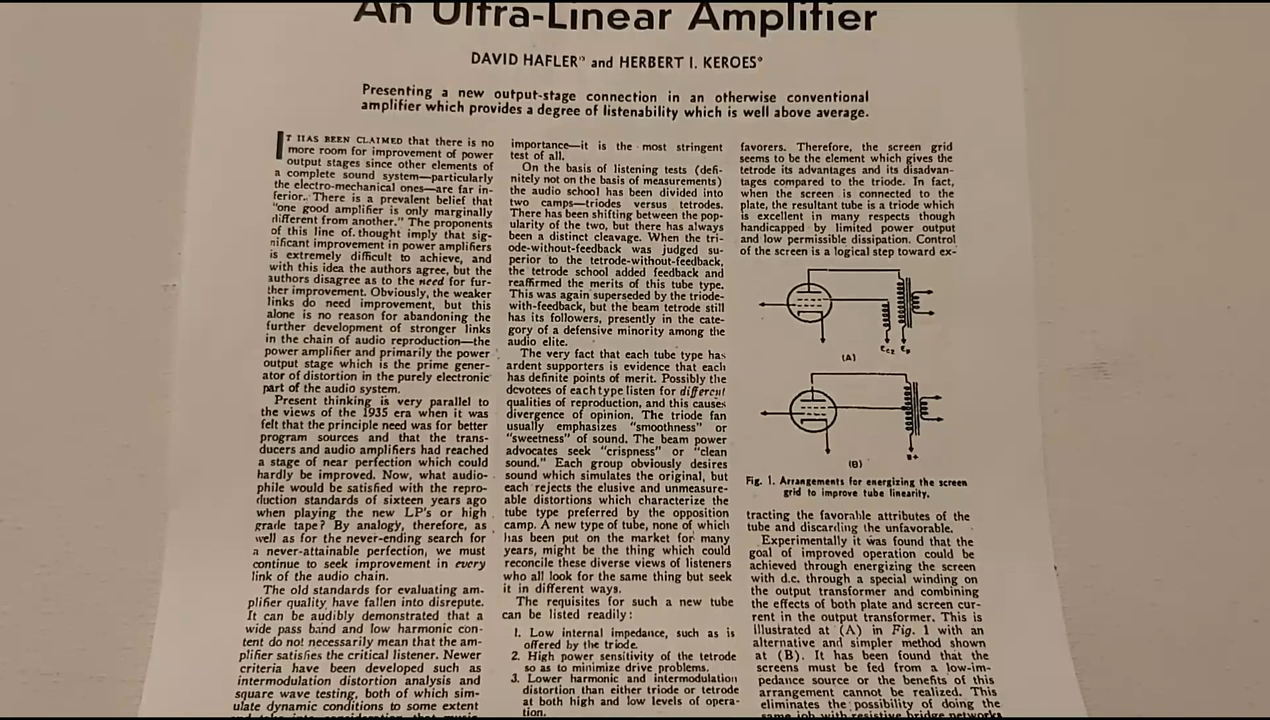 An Ultra-Linear Amplifier
DAVID HAFLER" and HERBERT I. KEROES*
Presenting a new output-stage connection in an otherwise conventional
amplifier which provides a degree of listenability which is well above average.
IT HAS BEEN CLAIMED that there is no
more room for improvement of power
output stages since other elements of
a complete sound system—particularly
the electro-mechanical ones—are far in-
ferior. There is a prevalent belief that
"one good amplifier is only marginally
different from another." The proponents
of this line of thought imply that sig-
nificant improvement in power amplifiers
is extremely difficult to achieve, and
with this idea the authors agree, but the
authors disagree as to the need for fur-
ther improvement. Obviously, the weaker
links do need improvement, but this
alone is no reason for abandoning the
further development of stronger links
in the chain of audio reproduction—the
power amplifier and primarily the power
output stage which is the prime gener-
ator of distortion in the purely electronic
part of the audio system.
Present thinking is very parallel to
the views of the 1935 era when it was
felt that the principle need was for better
program sources and that the trans-
ducers and audio amplifiers had reached
a stage of near perfection which could
hardly be improved. Now, what audio-
phile would be satisfied with the repro-
duction standards of sixteen years ago
when playing the new LP's or high
grade tape? By analogy, therefore, as
well as for the never-ending search for
a never-attainable perfection, we must
continue to seek improvement in every
link of the audio chain.
The old standards for evaluating am-
plifier quality have fallen into disrepute.
It can be audibly demonstrated that a
wide pass band and low harmonic con-
tent do not necessarily mean that the am-
plifier satisfies the critical listener. Newer
criteria have been developed such as
intermodulation distortion analysis and
square wave testing, both of which sim-
ulate dynamic conditions to some extent
importance—it is the most stringent
test of all.
On the basis of listening tests (defi-
nitely not on the basis of measurements)
the audio school has been divided into
two camps—triodes versus tetrodes.
There has been shifting between the pop-
ularity of the two, but there has always
been a distinct cleavage. When the tri-
ode-without-feedback was judged su-
perior to the tetrode-without-feedback,
the tetrode school added feedback and
reaffirmed the merits of this tube type.
This was again superseded by the triode-
with-feedback, but the beam tetrode still
has its followers, presently in the cate-
gory of a defensive minority among the
audio elite.
The very fact that each tube type has
ardent supporters is evidence that each
has definite points of merit. Possibly the
devotees of each type listen for different
qualities of reproduction, and this causes
divergence of opinion. The triode fan
usually emphasizes "smoothness" or
"sweetness" of sound. The beam power
advocates seek "crispness" or "clean
sound." Each group obviously desires
sound which simulates the original, but
each rejects the elusive and unmeasure-
able distortions which characterize the
tube type preferred by the opposition
camp. A new type of tube, none of which
has been put on the market for many
years, might be the thing which could
reconcile these diverse views of listeners
who all look for the same thing but seek
it in different ways.
The requisites for such a new tube
can be listed readily:
1. Low internal impedance, such as is
offered by the triode.
2. High power sensitivity of the tetrode
so as to minimize drive problems.
3. Lower harmonic and intermodulation
distortion than either triode or tetrode
at both high and low levels of opera-
tion.
favorers. Therefore, the screen grid
seems to be the element which gives the
tetrode its advantages and its disadvan-
tages compared to the triode. In fact,
when the screen is connected to the
plate, the resultant tube is a triode which
is excellent in many respects though
handicapped by limited power output
and low permissible dissipation. Control
of the screen is a logical step toward ex-
(A)
(B)
B+
Fig. 1. Arrangements for energizing the screen
grid to improve tube linearity.
tracting the favorable attributes of the
tube and discarding the unfavorable.
Experimentally it was found that the
goal of improved operation could be
achieved through energizing the screen
with d.c. through a special winding on
the output transformer and combining
the effects of both plate and screen cur-
rent in the output transformer. This is
illustrated at (A) in Fig. 1 with an
alternative and simpler method shown
at (B). It has been found that the
screens must be fed from a low-im-
pedance source or the benefits of this
arrangement cannot be realized. This
eliminates the possibility of doing the
same job with resistive bridge networks